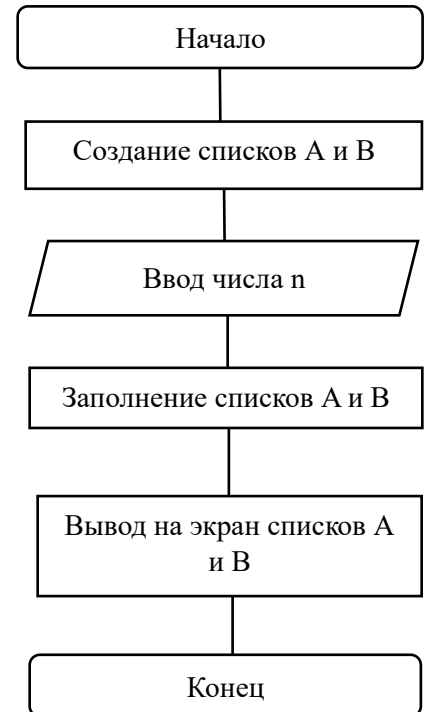 Начало
Создание списков А и В
Ввод числа n
Заполнение списков А и В
Вывод на экран списков А
и В
Конец